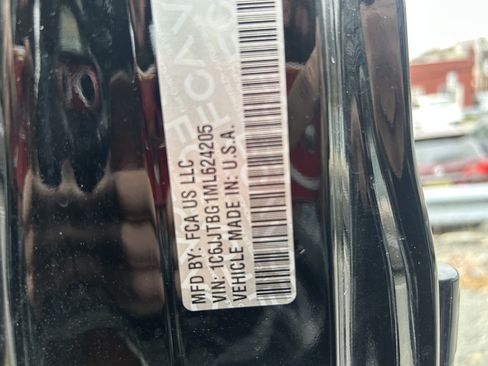 MFD BY: FCA US LLC
VIN: 1C6JJTBG1ML624205
VEHICLE MADE IN: U.S.A.